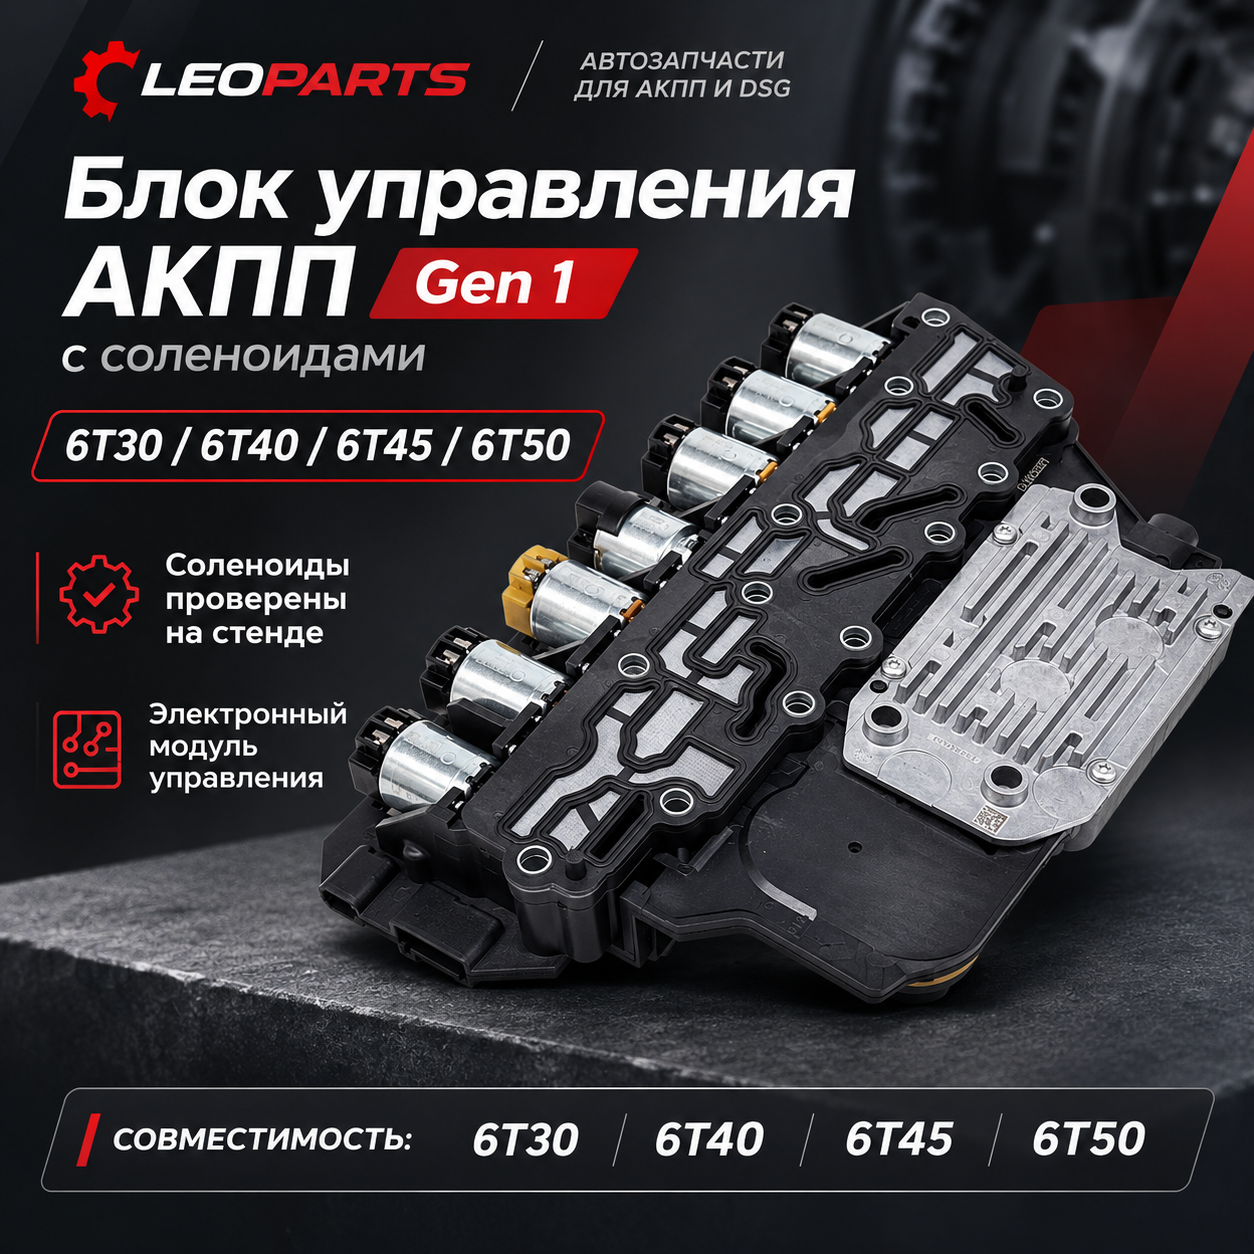 LEOPARTS
АВТОЗАПЧАСТИ
ДЛЯ АКПП И DSG
Блок управления
АКПП Gen 1
с соленоидами
6T30 / 6T40 / 6T45 / 6T50
Соленоиды
проверены
на стенде
Электронный
модуль
управления
СОВМЕСТИМОСТЬ: 6T30 / 6T40 / 6T45 / 6T50